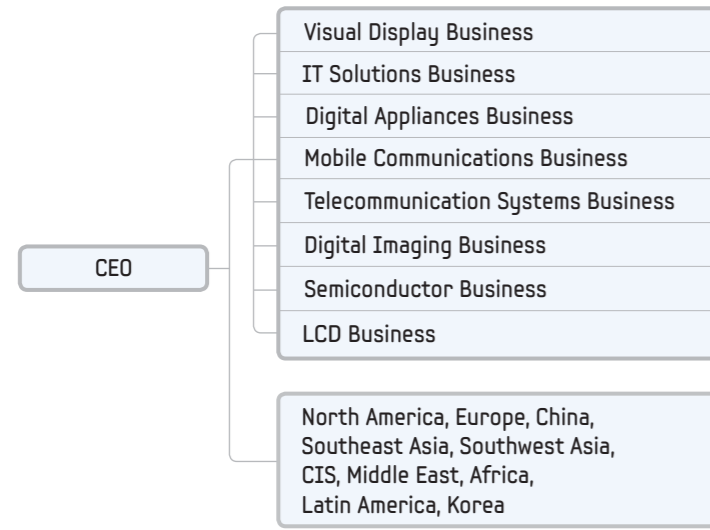 Visual Display Business
IT Solutions Business
Digital Appliances Business
Mobile Communications Business
Telecommunication Systems Business
Digital Imaging Business
Semiconductor Business
LCD Business
CEO
North America, Europe, China,
Southeast Asia, Southwest Asia,
CIS, Middle East, Africa,
Latin America, Korea